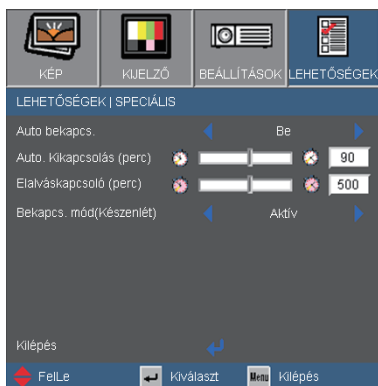 KÉP KIJELZŐ BEÁLLÍTÁSOK LEHETŐSÉGEK
LEHETŐSÉGEK | SPECIÁLIS
Auto bekapcs. Be
Auto. Kikapcsolás (perc) 90
Elalváskapcsoló (perc) 500
Bekapcs. mód(Készenlét) Aktív
Kilépés
FelLe Kiválaszt Menu Kilépés